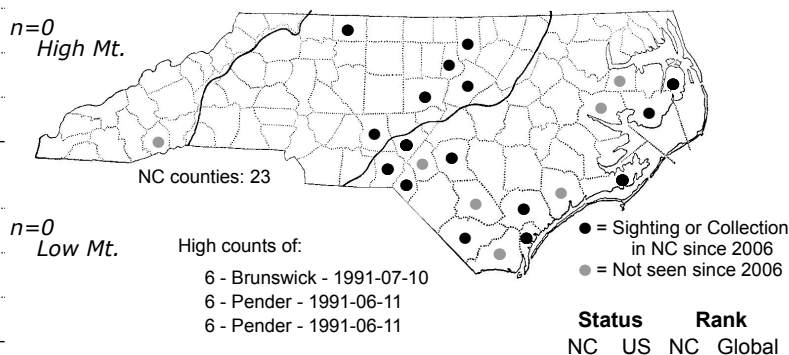 n=0
High Mt.
NC counties: 23
n=0
Low Mt.
High counts of:
6 - Brunswick - 1991-07-10
6 - Pender - 1991-06-11
6 - Pender - 1991-06-11
= Sighting or Collection
in NC since 2006
= Not seen since 2006
Status Rank
NC US NC Global